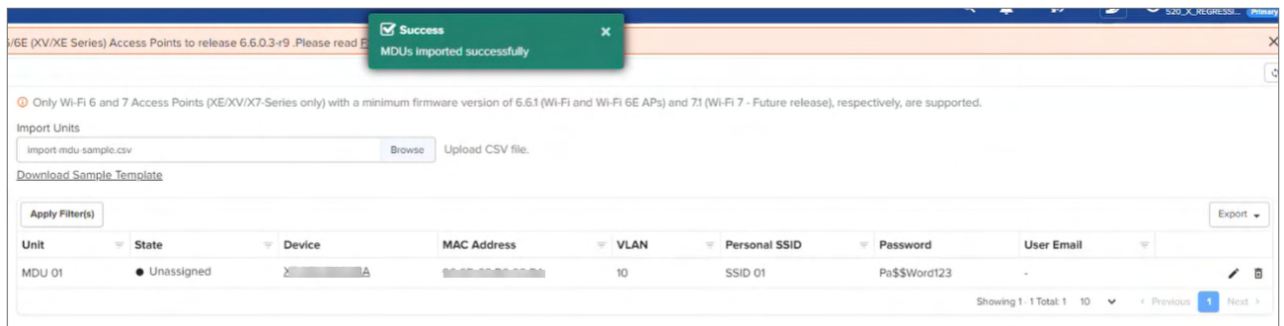 520_X_REGRESSI... Primary
Success
MDUs imported successfully
/6E (XV/XE Series) Access Points to release 6.6.0.3-r9 .Please read
Only Wi-Fi 6 and 7 Access Points (XE/XV/X7-Series only) with a minimum firmware version of 6.6.1 (Wi-Fi and Wi-Fi 6E APs) and 7.1 (Wi-Fi 7 - Future release), respectively, are supported.
Import Units
import-mdu-sample.csv Browse Upload CSV file.
Download Sample Template
Apply Filter(s) Export
Unit State Device MAC Address VLAN Personal SSID Password User Email
MDU 01 Unassigned 10 SSID 01 Pa$$Word123 -
Showing 1 - 1 Total: 1 10 < Previous 1 Next >